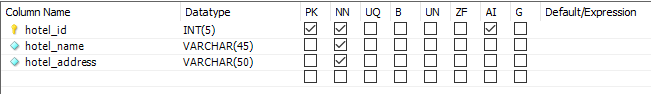 Column Name Datatype PK NN UQ B UN ZF AI G Default/Expression
hotel_id INT(5)
hotel_name VARCHAR(45)
hotel_address VARCHAR(50)